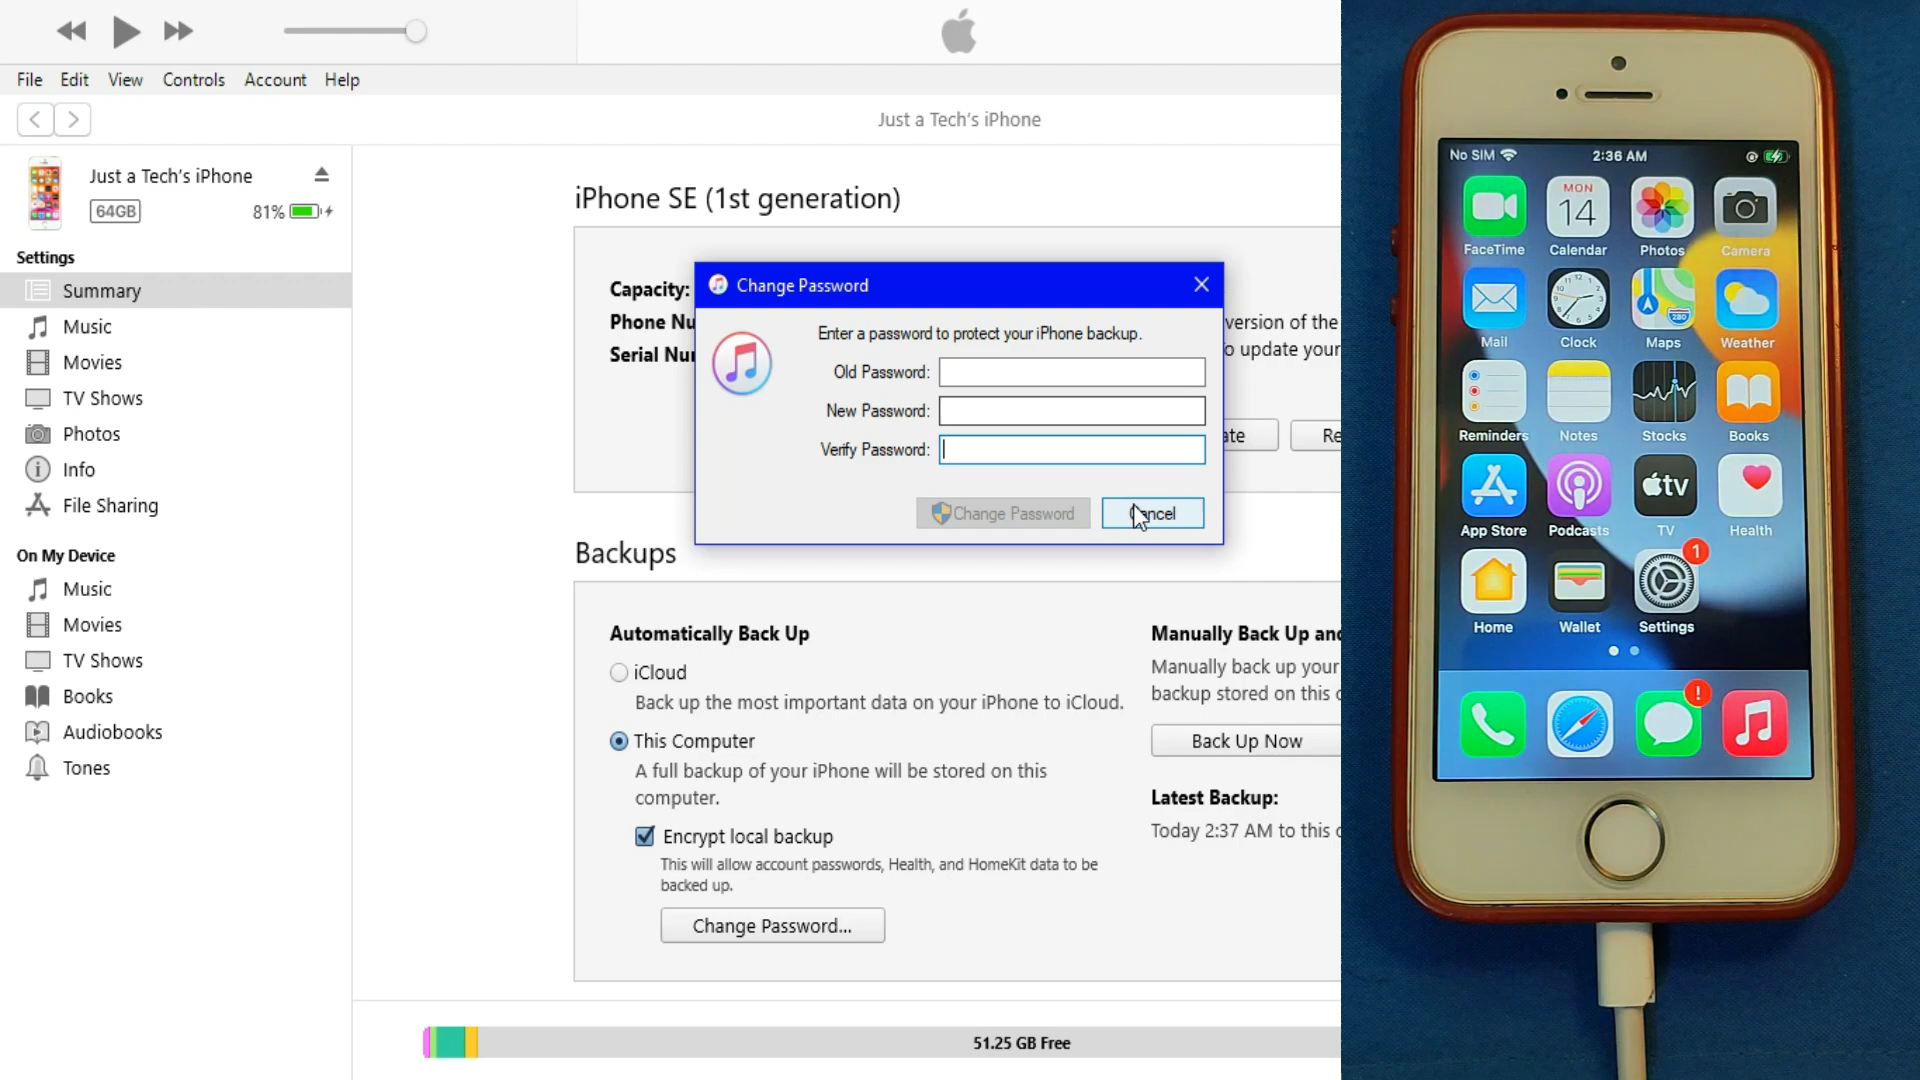 File Edit View Controls Account Help
Just a Tech's iPhone
Just a Tech's iPhone
64GB
81%
Settings
Summary
Music
Movies
TV Shows
Photos
Info
File Sharing
On My Device
Music
Movies
TV Shows
Books
Audiobooks
Tones
iPhone SE (1st generation)
Capacity:
Phone Nu
Serial Nu
version of the
o update your
ate
Re
Change Password
Enter a password to protect your iPhone backup.
Old Password:
New Password:
Verify Password:
Change Password
Cancel
Backups
Automatically Back Up
iCloud
Back up the most important data on your iPhone to iCloud.
This Computer
A full backup of your iPhone will be stored on this
computer.
Encrypt local backup
This will allow account passwords, Health, and HomeKit data to be
backed up.
Change Password...
Manually Back Up and
Manually back up your
backup stored on this c
Back Up Now
Latest Backup:
Today 2:37 AM to this c
51.25 GB Free
No SIM 2:36 AM
MON
14
FaceTime Calendar Photos Camera
280
Mail Clock Maps Weather
Reminders Notes Stocks Books
tv
App Store Podcasts TV Health
1
Home Wallet Settings
!